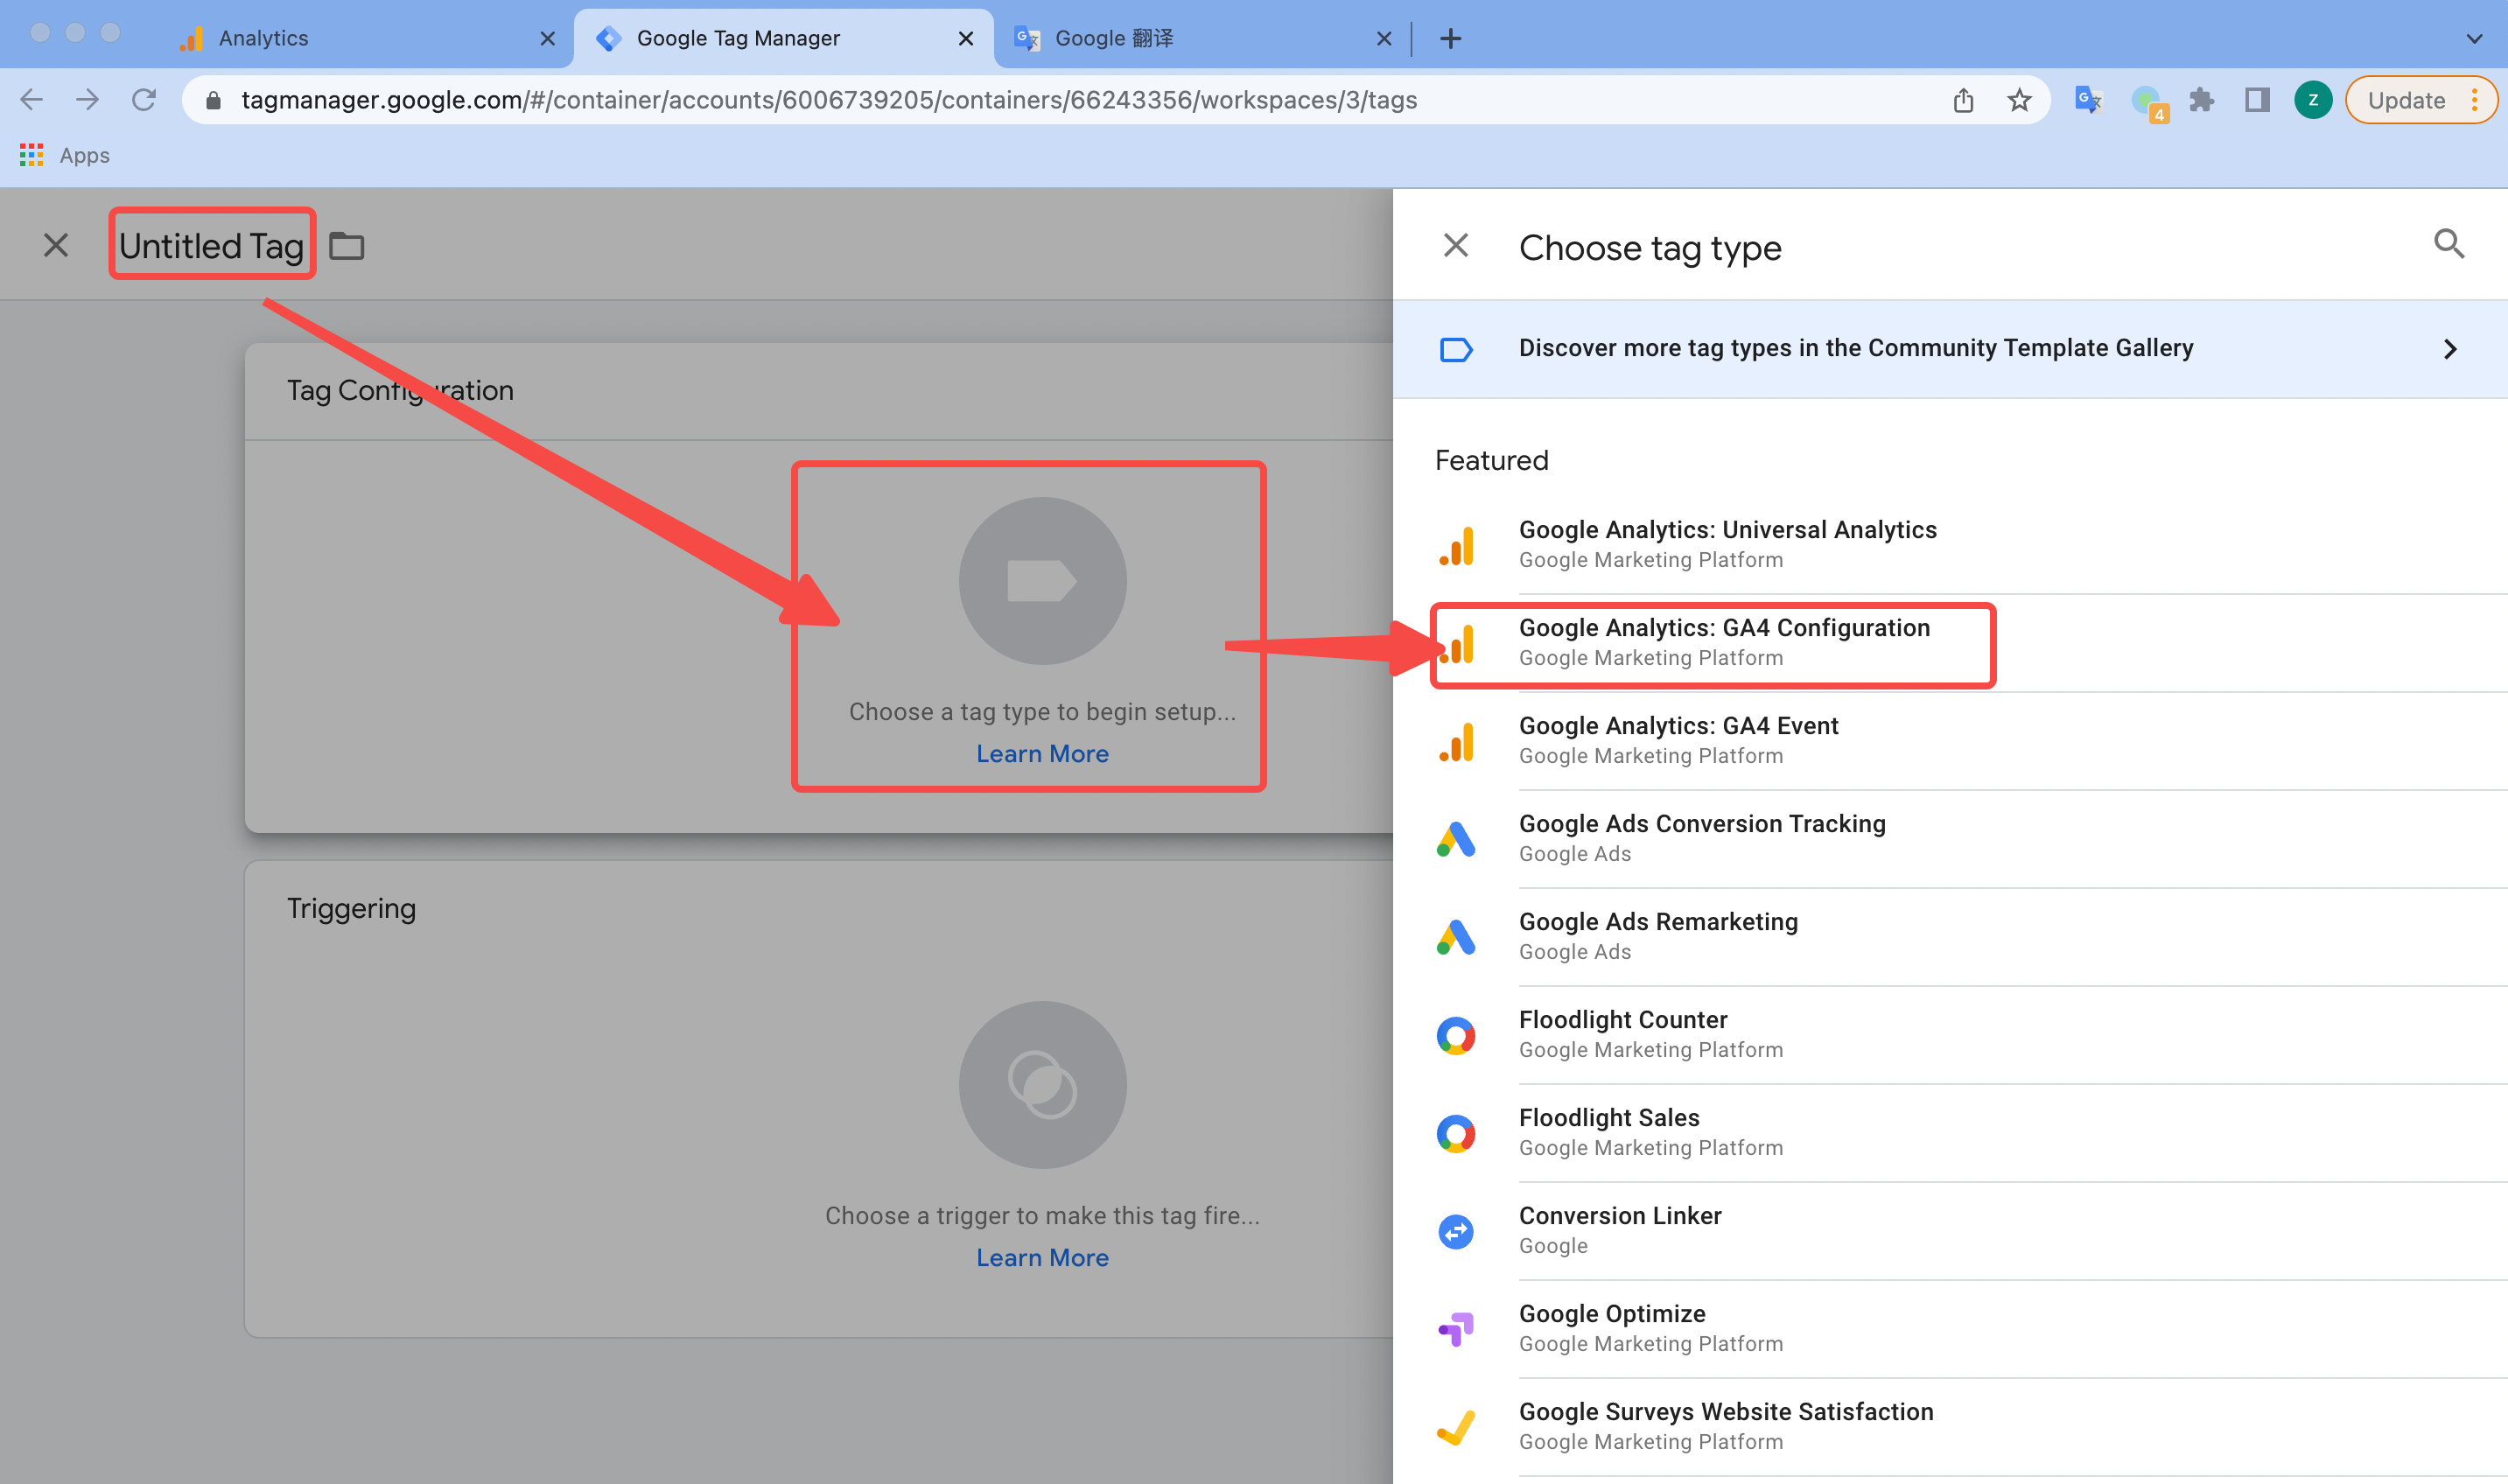 Analytics
Google Tag Manager
Google 翻译
tagmanager.google.com/#/container/accounts/6006739205/containers/66243356/workspaces/3/tags
4
Z
Update
Apps
Untitled Tag
Tag Configuration
Choose a tag type to begin setup...
Learn More
Triggering
Choose a trigger to make this tag fire...
Learn More
Choose tag type
Discover more tag types in the Community Template Gallery
Featured
Google Analytics: Universal Analytics
Google Marketing Platform
Google Analytics: GA4 Configuration
Google Marketing Platform
Google Analytics: GA4 Event
Google Marketing Platform
Google Ads Conversion Tracking
Google Ads
Google Ads Remarketing
Google Ads
Floodlight Counter
Google Marketing Platform
Floodlight Sales
Google Marketing Platform
Conversion Linker
Google
Google Optimize
Google Marketing Platform
Google Surveys Website Satisfaction
Google Marketing Platform